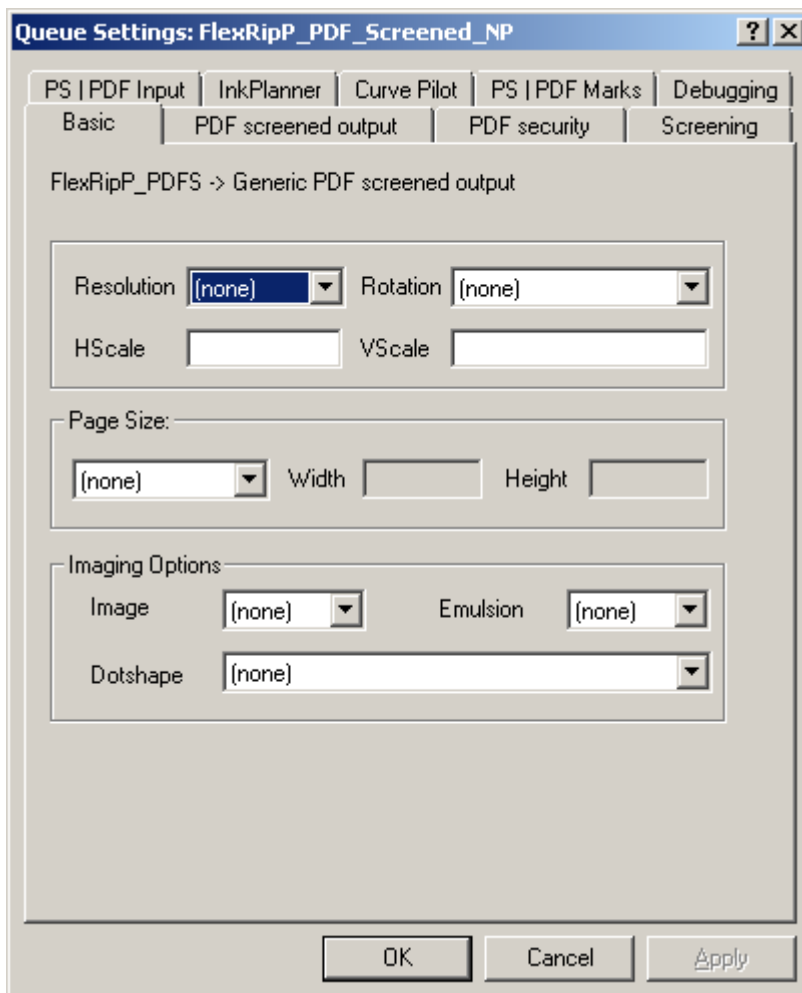 Queue Settings: FlexRipP_PDF_Screened_NP
PS | PDF Input InkPlanner Curve Pilot PS | PDF Marks Debugging
Basic PDF screened output PDF security Screening
FlexRipP_PDFS -> Generic PDF screened output
Resolution (none) Rotation (none)
HScale VScale
Page Size:
(none) Width Height
Imaging Options
Image (none) Emulsion (none)
Dotshape (none)
OK Cancel Apply